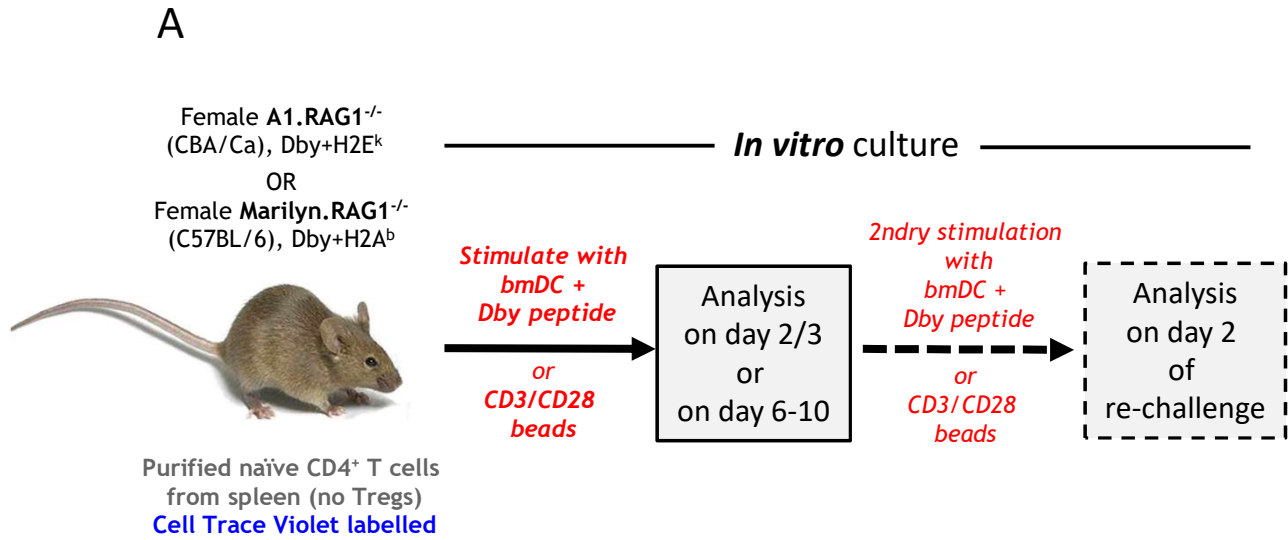 A
Female A1.RAG1-/-
(CBA/Ca), Dby+H2Ek
OR
Female Marilyn.RAG1-/-
(C57BL/6), Dby+H2Ab
In vitro culture
Stimulate with
bmDC +
Dby peptide
or
CD3/CD28
beads
Analysis
on day 2/3
or
on day 6-10
2ndry stimulation
with
bmDC +
Dby peptide
or
CD3/CD28
beads
Analysis
on day 2
of
re-challenge
Purified naïve CD4+ T cells
from spleen (no Tregs)
Cell Trace Violet labelled